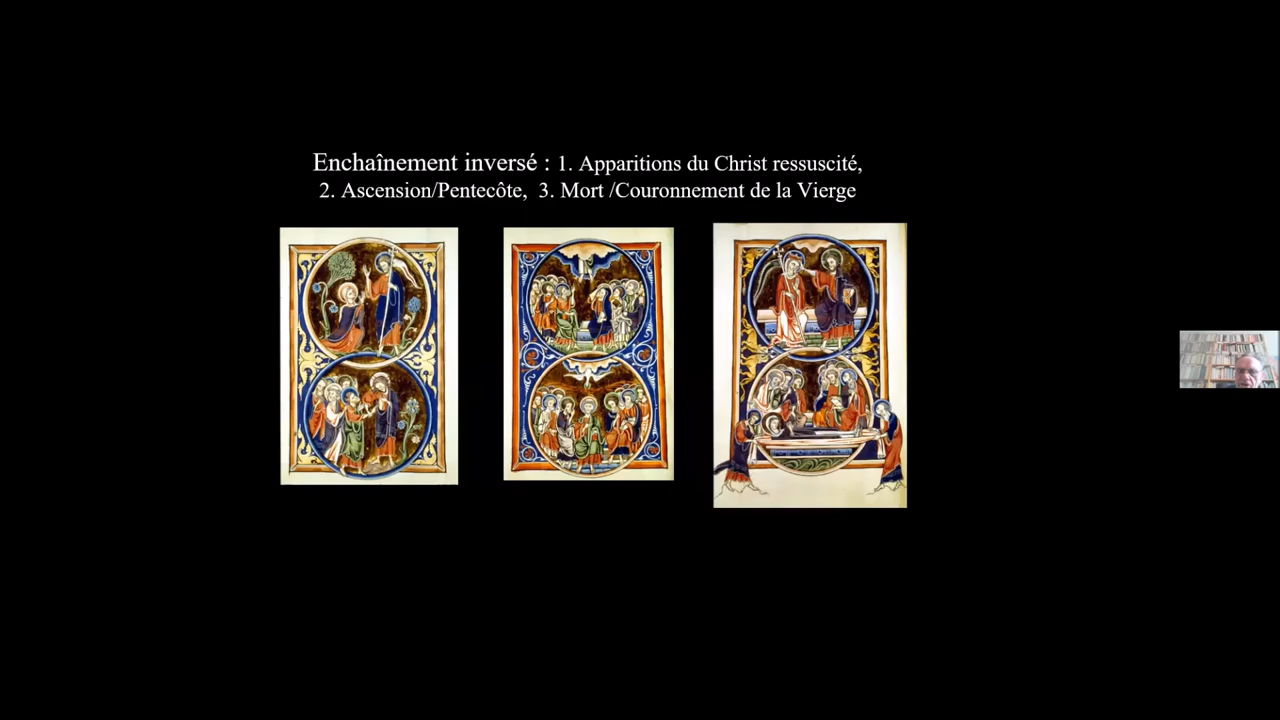 Enchaînement inversé : 1. Apparitions du Christ ressuscité,
2. Ascension/Pentecôte, 3. Mort /Couronnement de la Vierge